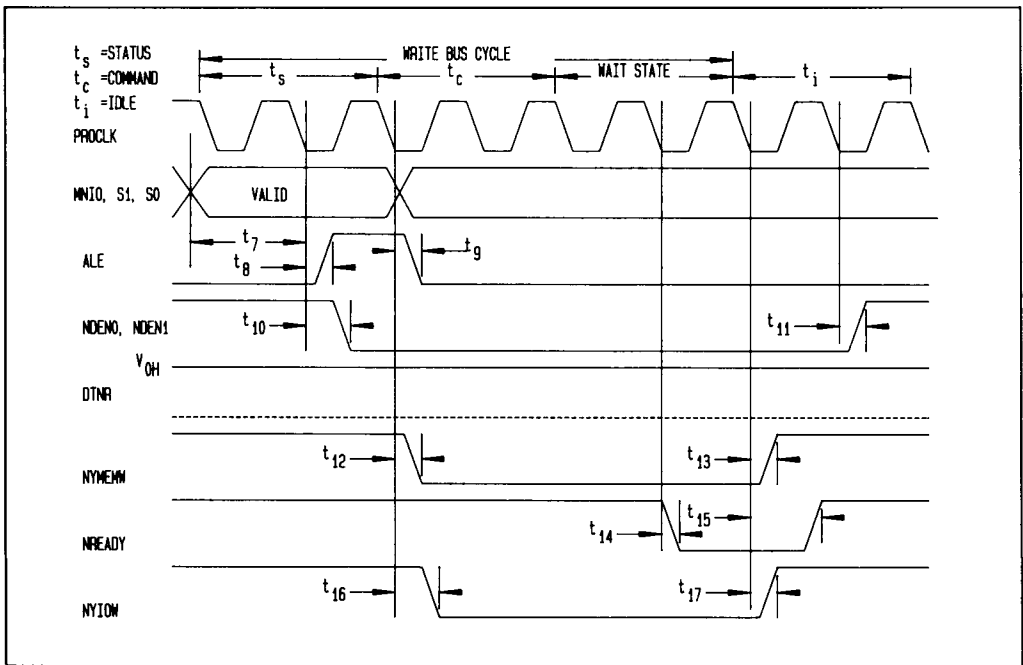 t_s =STATUS
t_c =COMMAND
t_i =IDLE
WRITE BUS CYCLE
t_s
t_c
WAIT STATE
t_i
PROCLK
MNIO, S1, S0
VALID
t_7
t_8
t_9
ALE
NDEN0, NDEN1
t_10
t_11
V_OH
DTNR
t_12
t_13
NYMEMW
t_14
t_15
NREADY
t_16
t_17
NYIOW